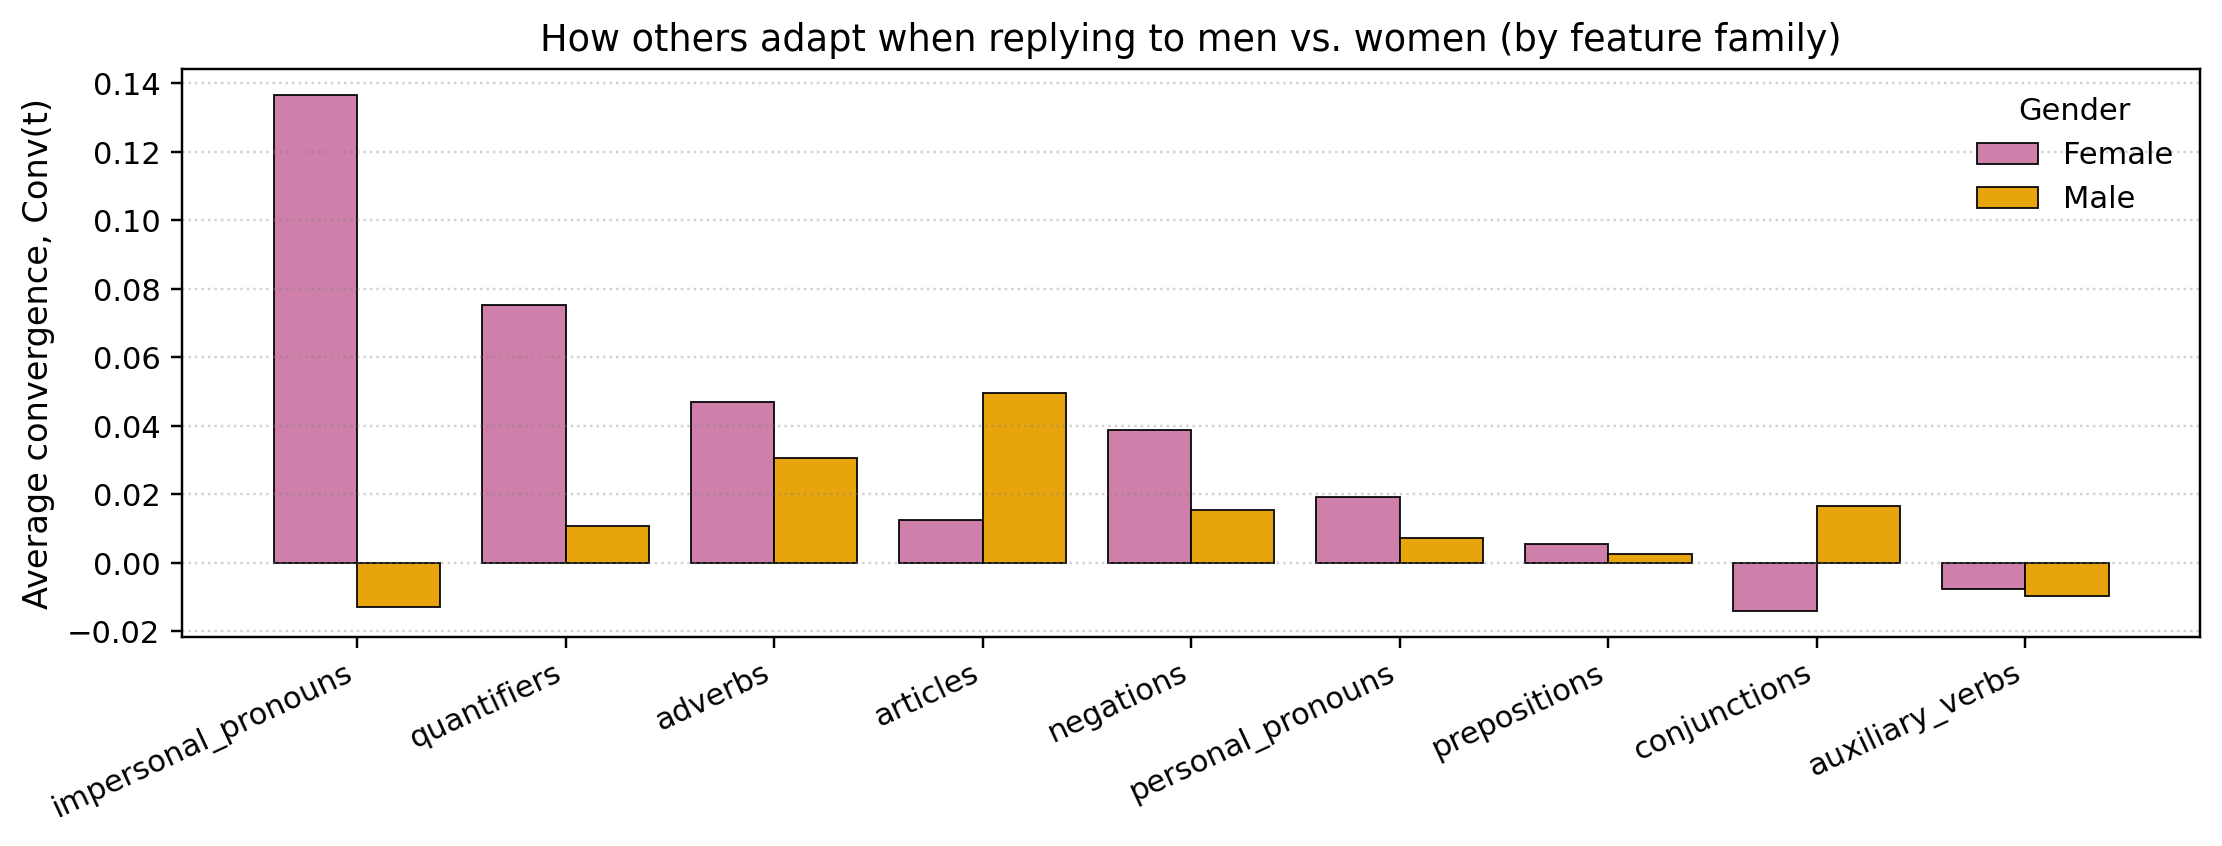 How others adapt when replying to men vs. women (by feature family)
Average convergence, Conv(t)
0.14
0.12
0.10
0.08
0.06
0.04
0.02
0.00
−0.02
Gender
Female
Male
impersonal_pronouns
quantifiers
adverbs
articles
negations
personal_pronouns
prepositions
conjunctions
auxiliary_verbs